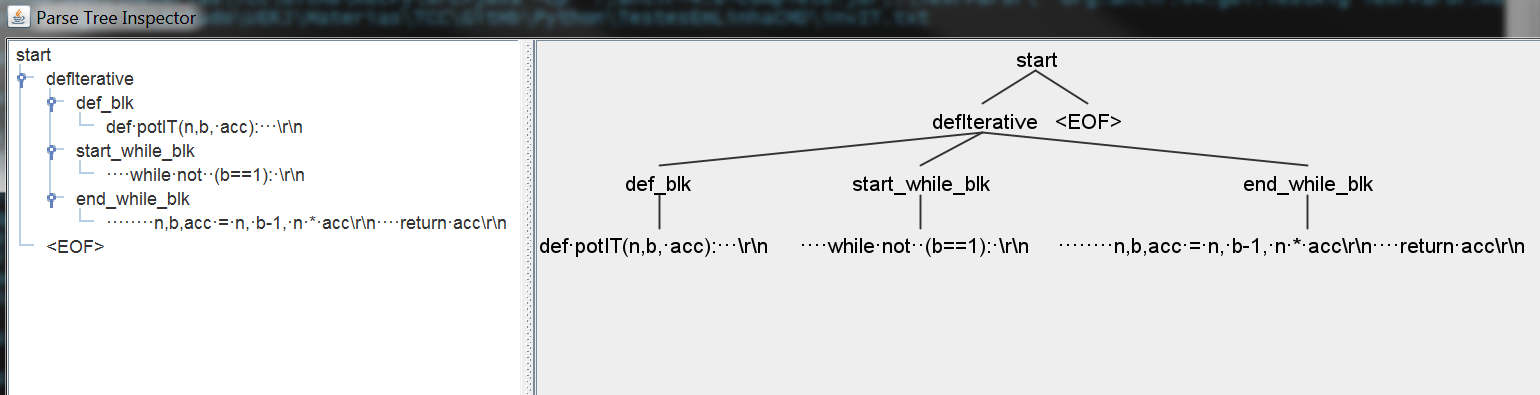 Parse Tree Inspector
start
defIterative
def_blk
def·potIT(n,b,·acc):···\r\n
start_while_blk
····while·not··(b==1):·\r\n
end_while_blk
········n,b,acc·=·n,·b-1,·n·*·acc\r\n····return·acc\r\n
<EOF>
start
defIterative <EOF>
def_blk start_while_blk end_while_blk
def·potIT(n,b,·acc):···\r\n ····while·not··(b==1):·\r\n ········n,b,acc·=·n,·b-1,·n·*·acc\r\n····return·acc\r\n